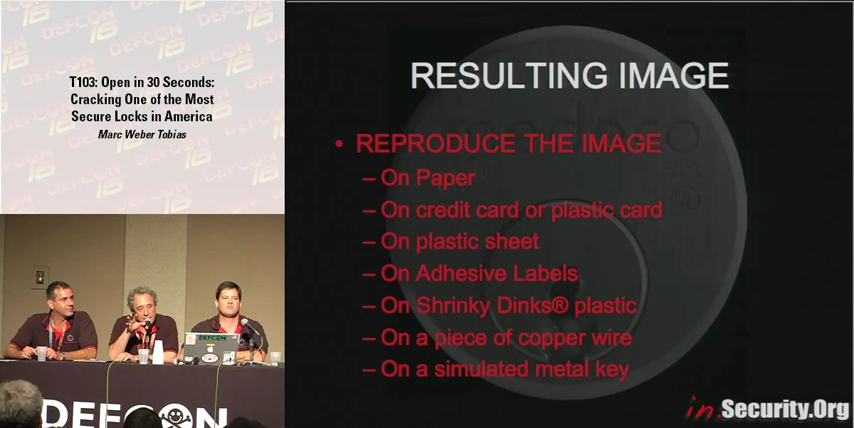 T103: Open in 30 Seconds:
Cracking One of the Most
Secure Locks in America
Marc Weber Tobias
RESULTING IMAGE
• REPRODUCE THE IMAGE
– On Paper
– On credit card or plastic card
– On plastic sheet
– On Adhesive Labels
– On Shrinky Dinks® plastic
– On a piece of copper wire
– On a simulated metal key
DEFCON
DEFCON
in.Security.Org